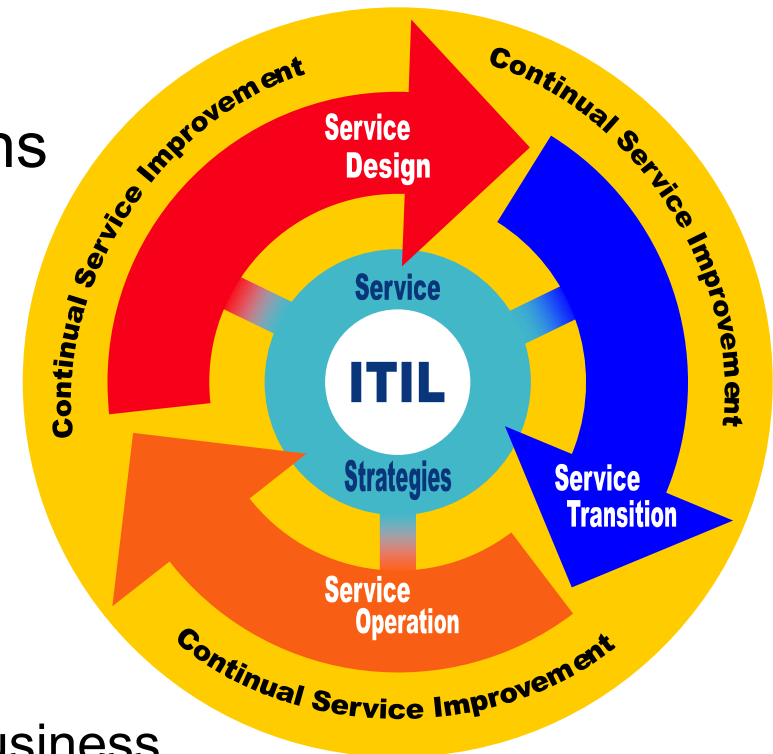 Continual Service Improvement
Continual Service Improvement
ns
Service
Design
Service
ITIL
Strategies
Service
Transition
Service
Operation
Continual Service Improvement
usiness